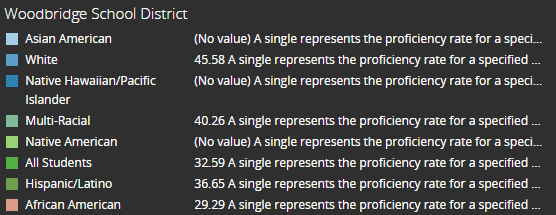 Woodbridge School District
Asian American (No value) A single represents the proficiency rate for a speci...
White 45.58 A single represents the proficiency rate for a specified ...
Native Hawaiian/Pacific (No value) A single represents the proficiency rate for a speci...
Islander
Multi-Racial 40.26 A single represents the proficiency rate for a specified ...
Native American (No value) A single represents the proficiency rate for a speci...
All Students 32.59 A single represents the proficiency rate for a specified ...
Hispanic/Latino 36.65 A single represents the proficiency rate for a specified ...
African American 29.29 A single represents the proficiency rate for a specified ...